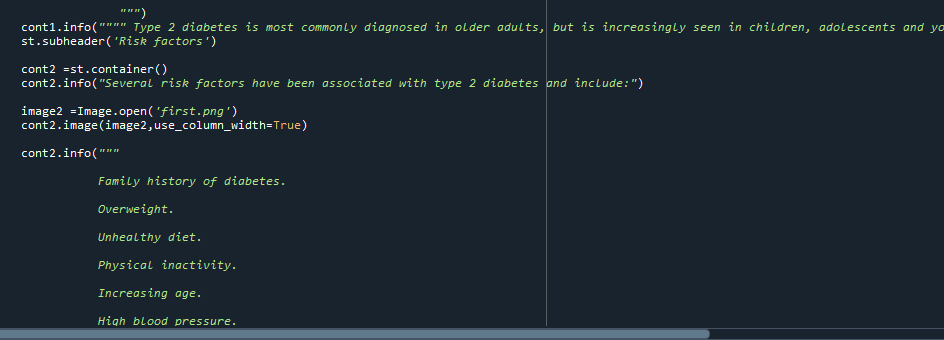 """)
cont1.info("""" Type 2 diabetes is most commonly diagnosed in older adults, but is increasingly seen in children, adolescents and yo
st.subheader('Risk factors')
cont2 =st.container()
cont2.info("Several risk factors have been associated with type 2 diabetes and include:")
image2 =Image.open('first.png')
cont2.image(image2,use_column_width=True)
cont2.info("""
Family history of diabetes.
Overweight.
Unhealthy diet.
Physical inactivity.
Increasing age.
High blood pressure.